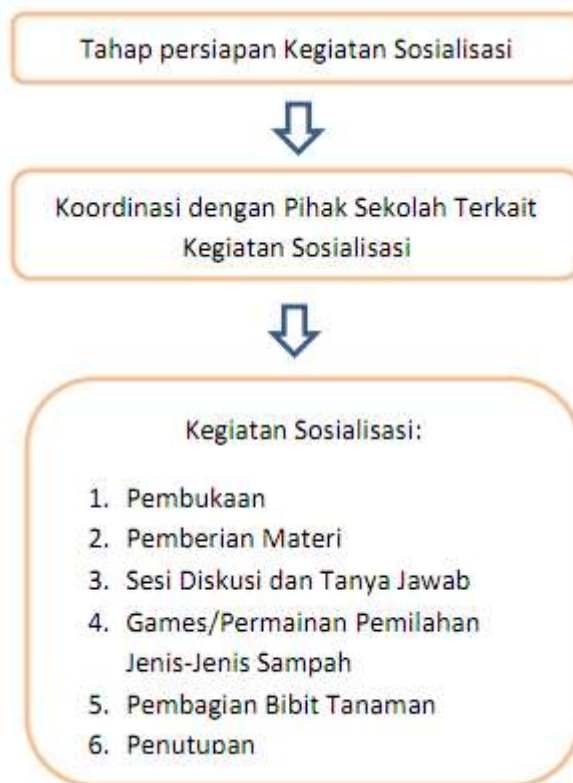 Tahap persiapan Kegiatan Sosialisasi
Koordinasi dengan Pihak Sekolah Terkait
Kegiatan Sosialisasi
Kegiatan Sosialisasi:
1. Pembukaan
2. Pemberian Materi
3. Sesi Diskusi dan Tanya Jawab
4. Games/Permainan Pemilahan
Jenis-Jenis Sampah
5. Pembagian Bibit Tanaman
6. Penutupan